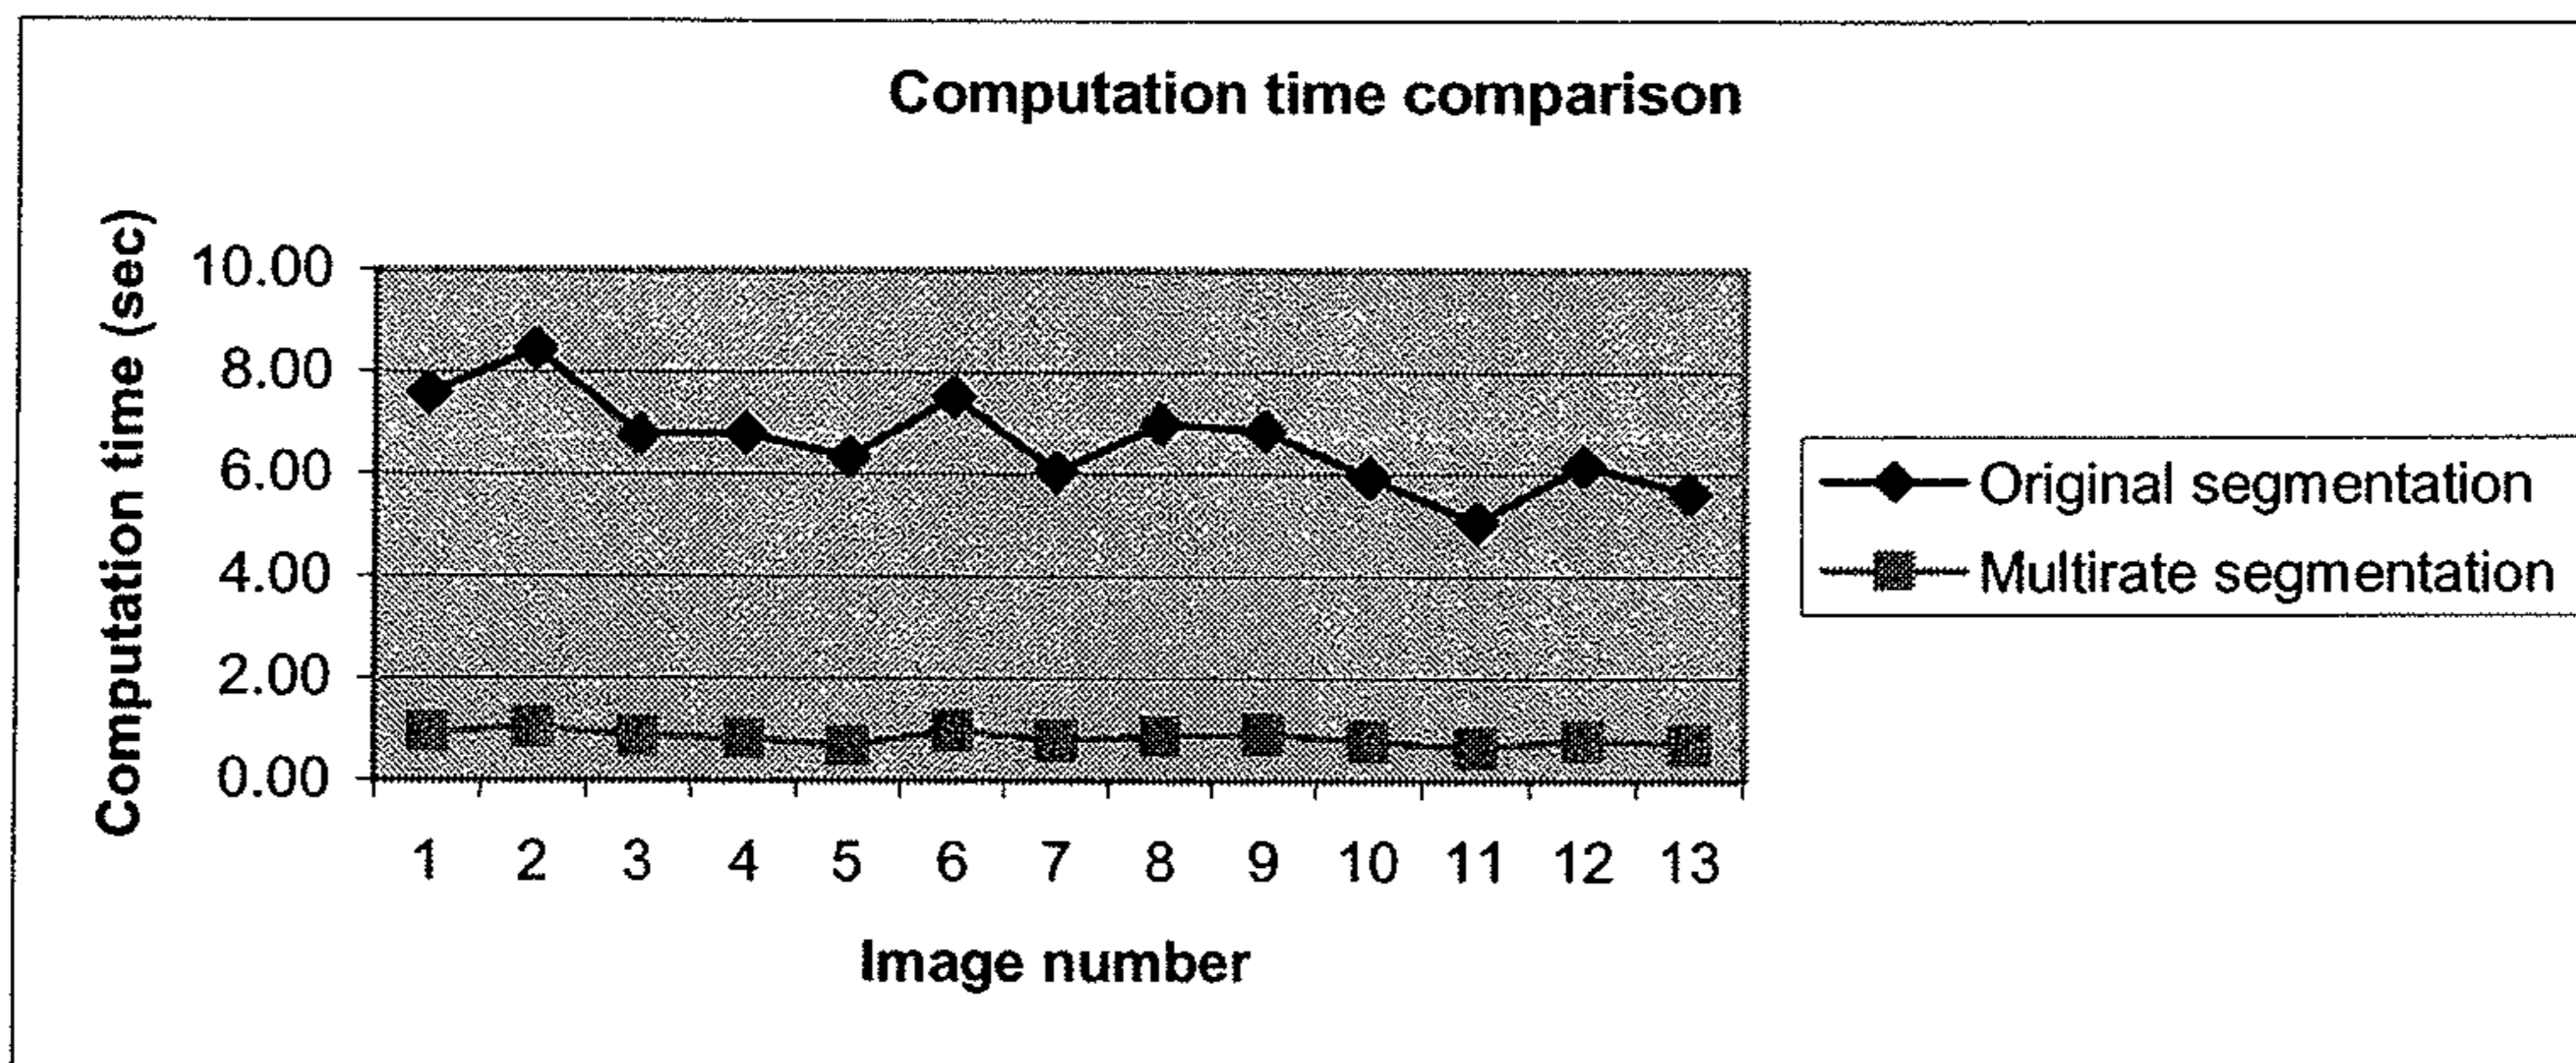 Computation time comparison
Computation time (sec)
10.00
8.00
6.00
4.00
2.00
0.00
1 2 3 4 5 6 7 8 9 10 11 12 13
Image number
Original segmentation
Multirate segmentation